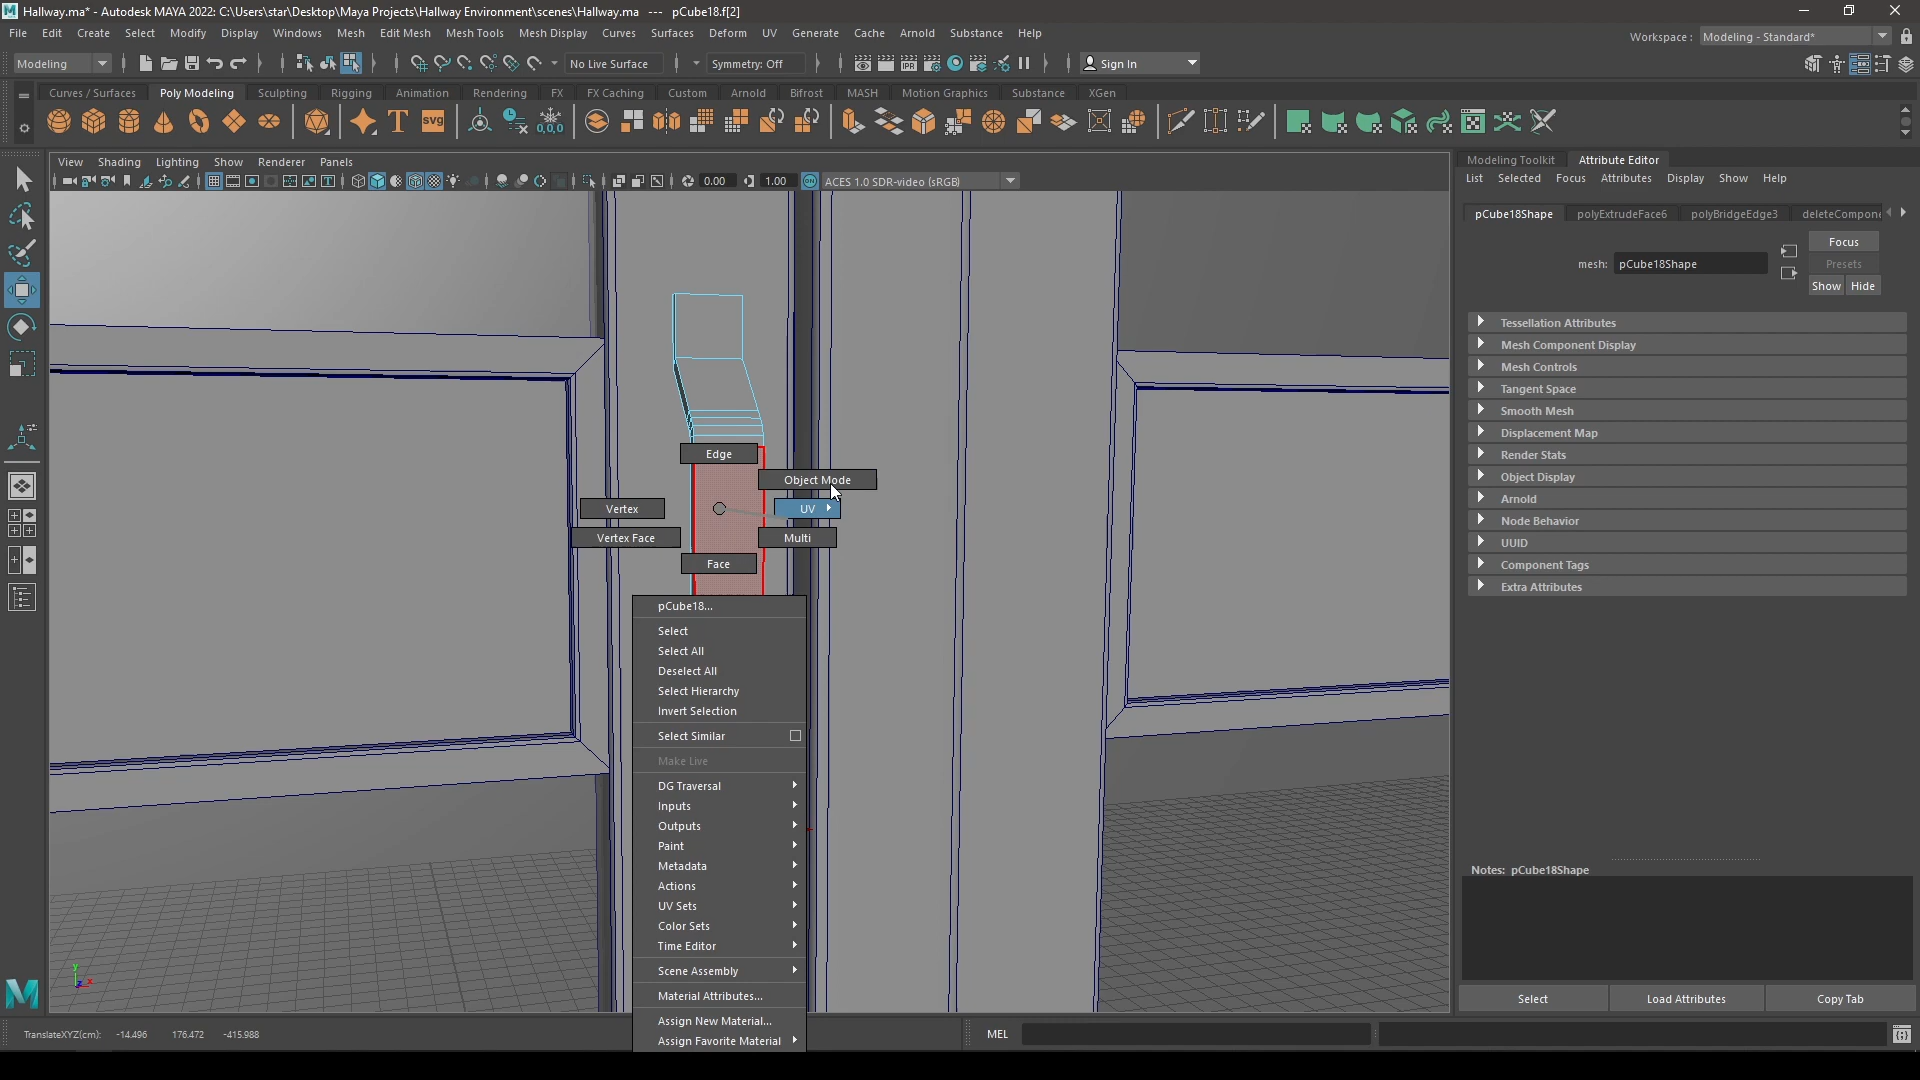 Hallway.ma* - Autodesk MAYA 2022: C:\Users\star\Desktop\Maya Projects\Hallway Environment\scenes\Hallway.ma --- pCube18.f[2]
File Edit Create Select Modify Display Windows Mesh Edit Mesh Mesh Tools Mesh Display Curves Surfaces Deform UV Generate Cache Arnold Substance Help
Workspace : Modeling - Standard*
Modeling No Live Surface Symmetry: Off IPR Sign In
Curves / Surfaces Poly Modeling Sculpting Rigging Animation Rendering FX FX Caching Custom Arnold Bifrost MASH Motion Graphics Substance XGen
T svg 0,0,0
View Shading Lighting Show Renderer Panels
0.00 1.00 ON ACES 1.0 SDR-video (sRGB)
Modeling Toolkit Attribute Editor
List Selected Focus Attributes Display Show Help
pCube18Shape polyExtrudeFace6 polyBridgeEdge3 deleteCompone
mesh: pCube18Shape
Focus
Presets
Show Hide
Tessellation Attributes
Mesh Component Display
Mesh Controls
Tangent Space
Smooth Mesh
Displacement Map
Render Stats
Object Display
Arnold
Node Behavior
UUID
Component Tags
Extra Attributes
Notes: pCube18Shape
Select Load Attributes Copy Tab
Edge
Object Mode
Vertex
UV
Vertex Face
Multi
Face
pCube18...
Select
Select All
Deselect All
Select Hierarchy
Invert Selection
Select Similar
Make Live
DG Traversal
Inputs
Outputs
Paint
Metadata
Actions
UV Sets
Color Sets
Time Editor
Scene Assembly
Material Attributes...
Assign New Material...
Assign Favorite Material
y
z x
TranslateXYZ(cm): -14.496 176.472 -415.988
MEL